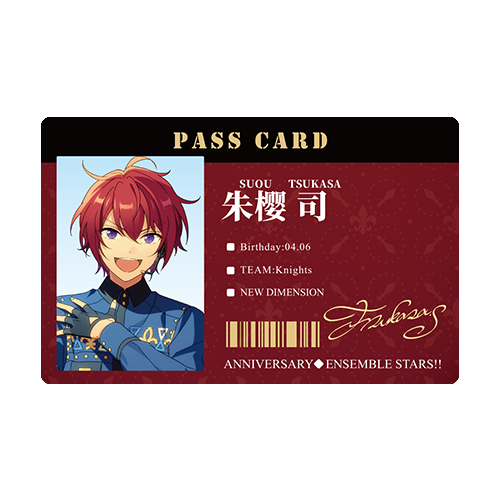 PASS CARD
SUOU TSUKASA
朱櫻 司
Birthday:04.06
TEAM:Knights
NEW DIMENSION
Tsukasa S
ANNIVERSARY◆ENSEMBLE STARS!!